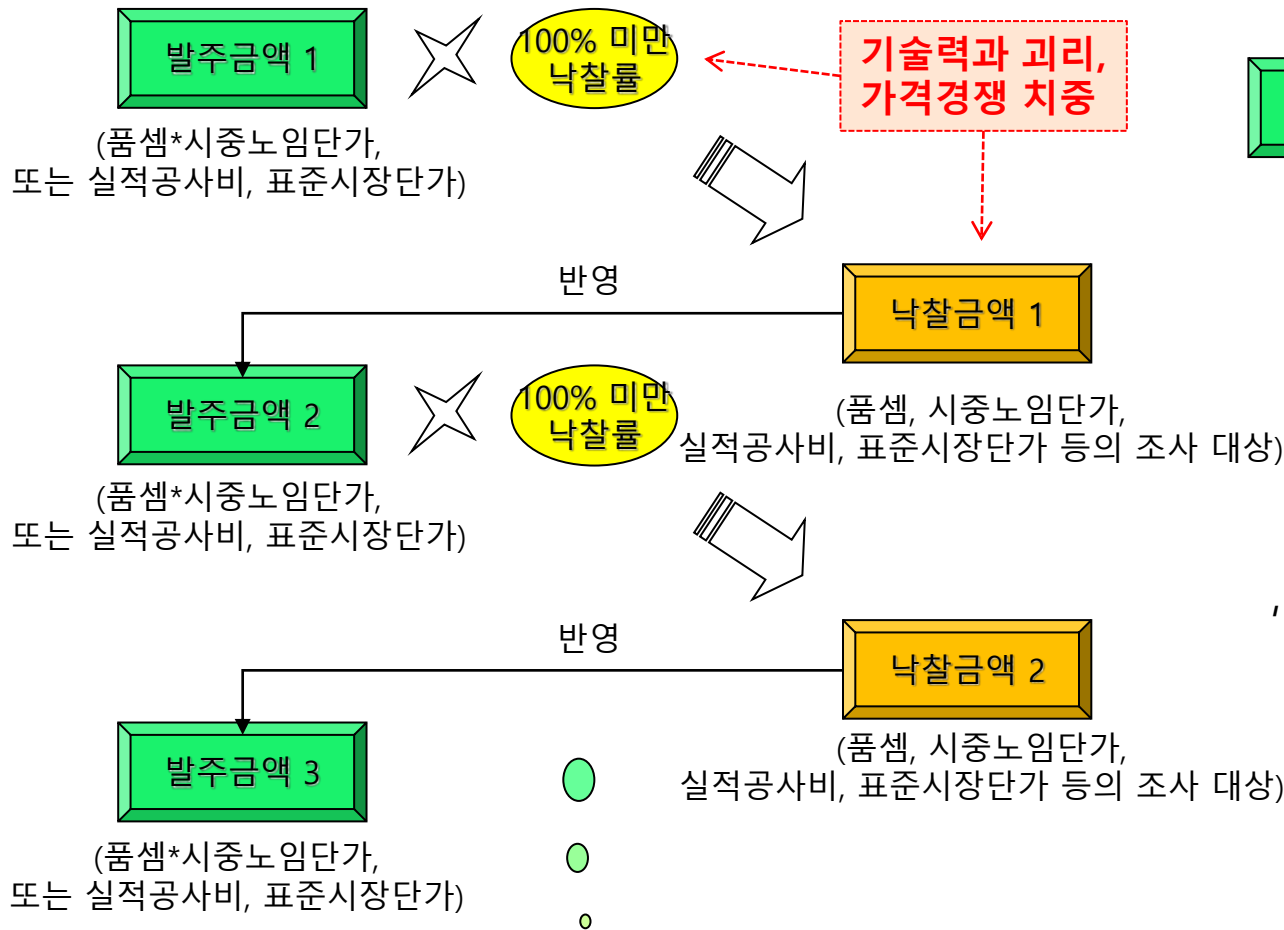 발주금액 1
100% 미만
낙찰률
기술력과 괴리,
가격경쟁 치중
(품셈*시중노임단가,
또는 실적공사비, 표준시장단가)
반영
낙찰금액 1
발주금액 2
100% 미만
낙찰률
(품셈, 시중노임단가,
실적공사비, 표준시장단가 등의 조사 대상)
(품셈*시중노임단가,
또는 실적공사비, 표준시장단가)
,
반영
낙찰금액 2
발주금액 3
(품셈, 시중노임단가,
실적공사비, 표준시장단가 등의 조사 대상)
(품셈*시중노임단가,
또는 실적공사비, 표준시장단가)